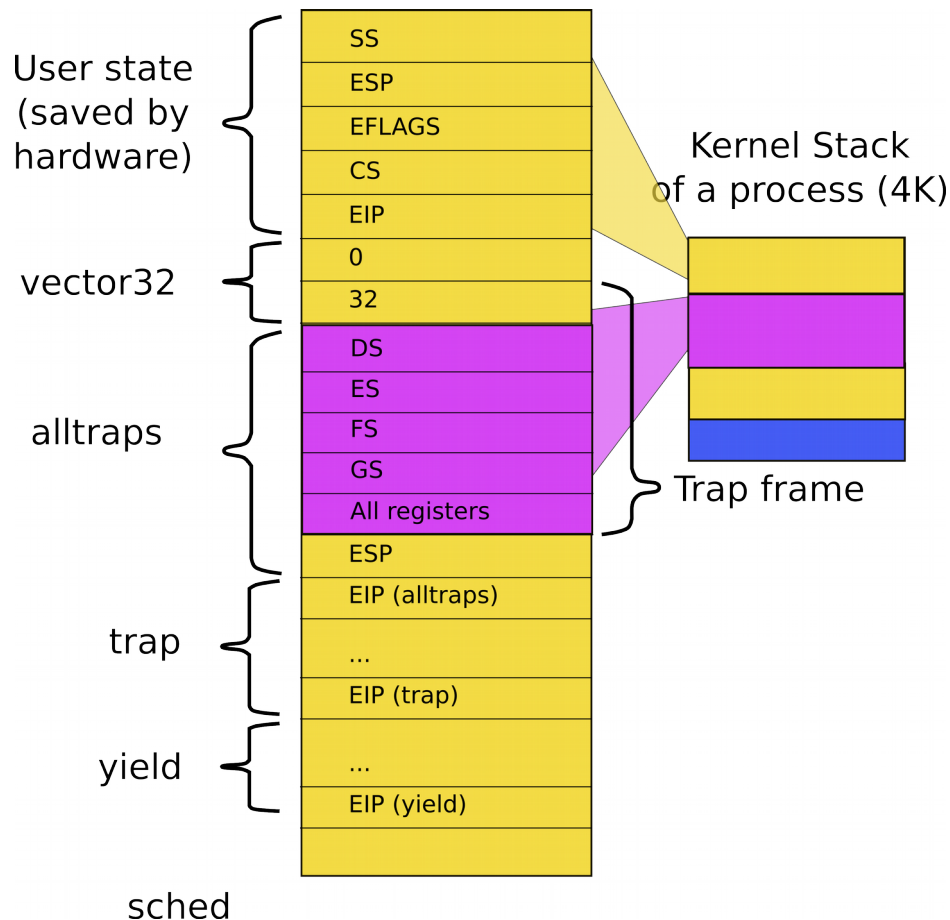 User state
(saved by
hardware)
SS
ESP
EFLAGS
CS
EIP
Kernel Stack
of a process (4K)
vector32
0
32
alltraps
DS
ES
FS
GS
All registers
ESP
Trap frame
trap
EIP (alltraps)
...
EIP (trap)
yield
...
EIP (yield)
sched